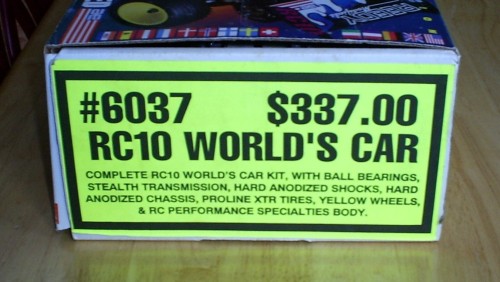 #6037 $337.00
RC10 WORLD'S CAR
COMPLETE RC10 WORLD'S CAR KIT, WITH BALL BEARINGS,
STEALTH TRANSMISSION, HARD ANODIZED SHOCKS, HARD
ANODIZED CHASSIS, PROLINE XTR TIRES, YELLOW WHEELS,
& RC PERFORMANCE SPECIALTIES BODY.